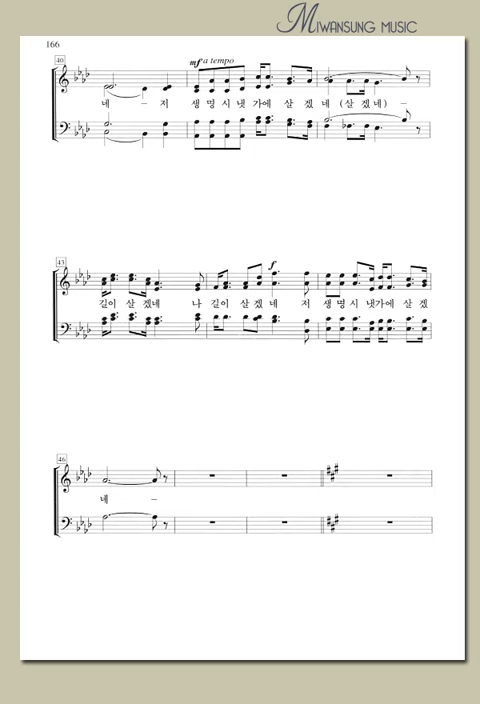 MIWANSUNG MUSIC
166
40
mf a tempo
네 - 저 생 명 시 냇 가에 살 겠 네 (살 겠 네) -
43
f
길이 살 겠네 나 길이 살 겠 네 저 생 명 시 냇가에 살 겠
46
네 -